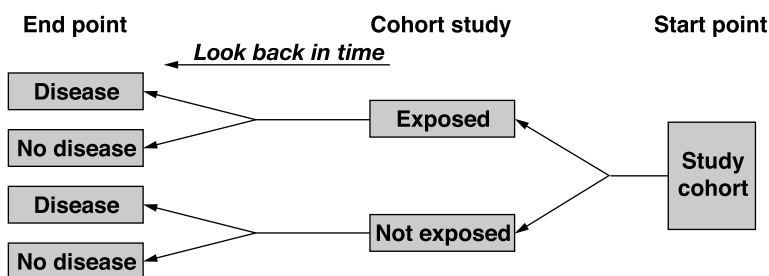 End point
Cohort study
Start point
Look back in time
Disease
Exposed
No disease
Study
cohort
Disease
Not exposed
No disease